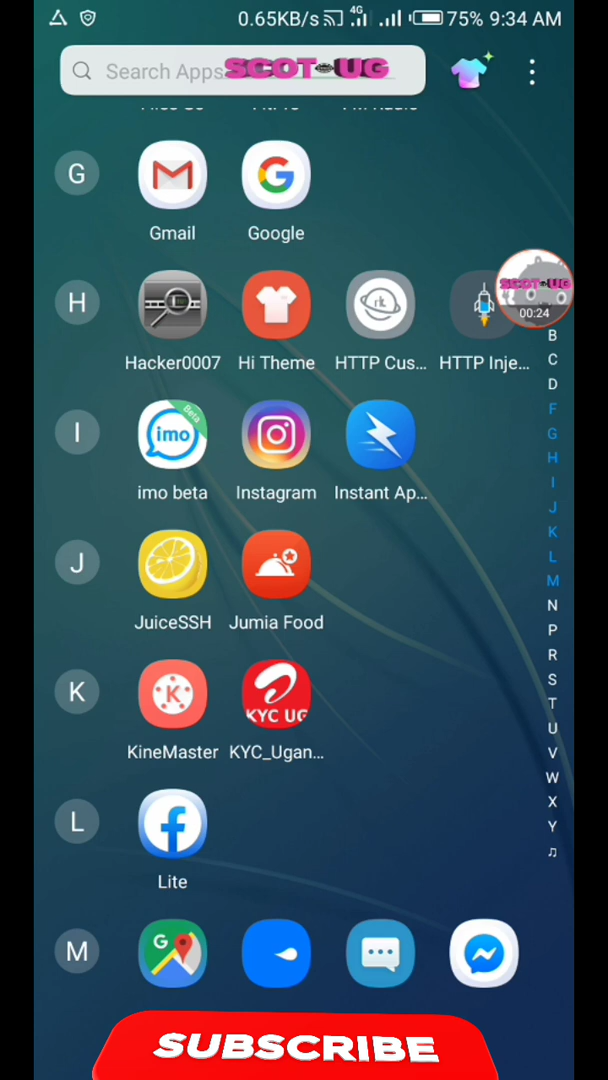 0.65KB/s 4G 75% 9:34 AM
Search Apps SCOT-UG
G
Gmail Google
SCOT-UG
00:24
H
Hacker0007 Hi Theme HTTP Cus... HTTP Inje...
I
Beta
imo
imo beta Instagram Instant Ap...
J
JuiceSSH Jumia Food
K
K
KYC UG
KineMaster KYC_Ugan...
L
Lite
M
G
B
C
D
F
G
H
I
J
K
L
M
N
P
R
S
T
U
V
W
X
Y
SUBSCRIBE